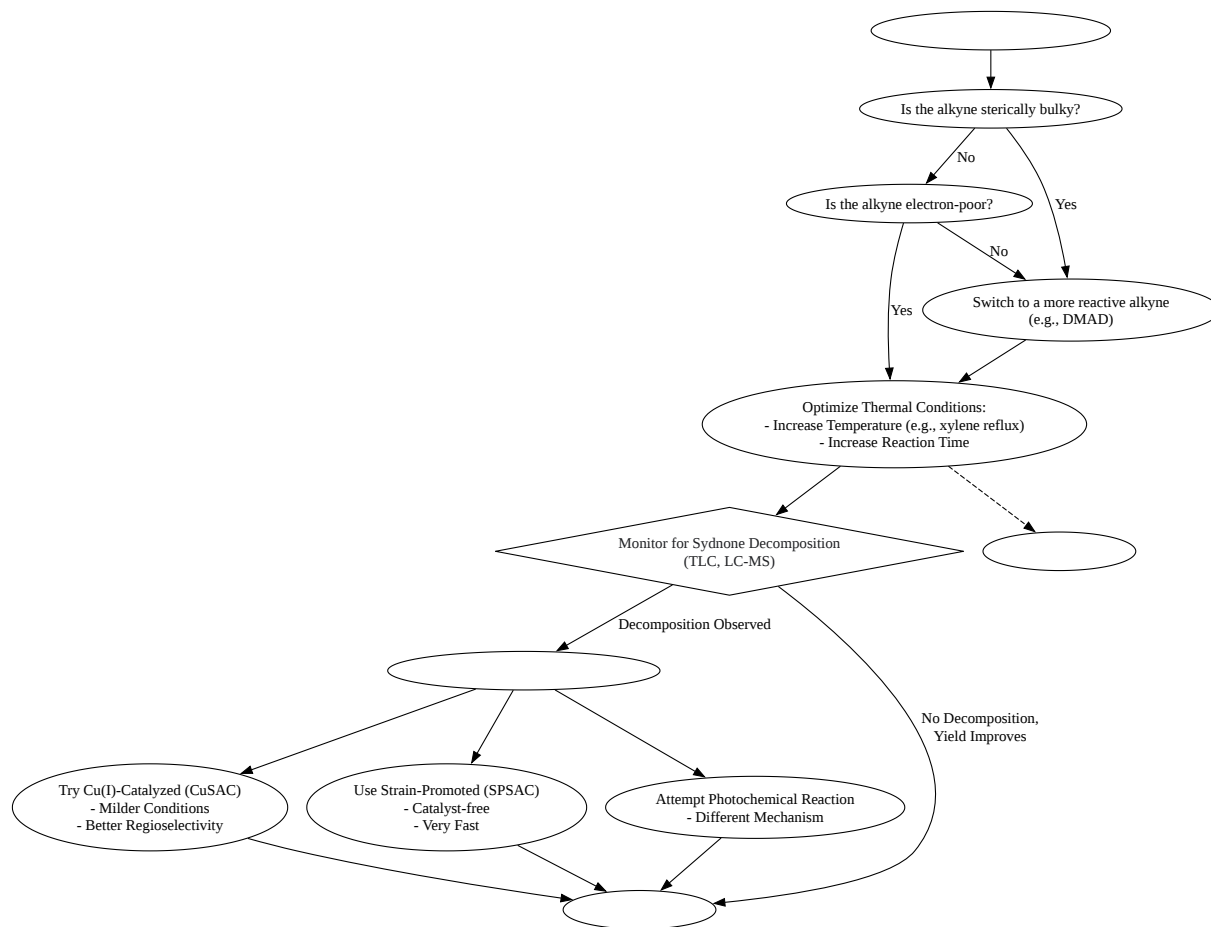 Is the alkyne sterically bulky?
No
Is the alkyne electron-poor?
Yes
No
Switch to a more reactive alkyne
(e.g., DMAD)
Yes
Optimize Thermal Conditions:
- Increase Temperature (e.g., xylene reflux)
- Increase Reaction Time
Monitor for Sydnone Decomposition
(TLC, LC-MS)
Decomposition Observed
No Decomposition,
Yield Improves
Try Cu(I)-Catalyzed (CuSAC)
- Milder Conditions
- Better Regioselectivity
Use Strain-Promoted (SPSAC)
- Catalyst-free
- Very Fast
Attempt Photochemical Reaction
- Different Mechanism